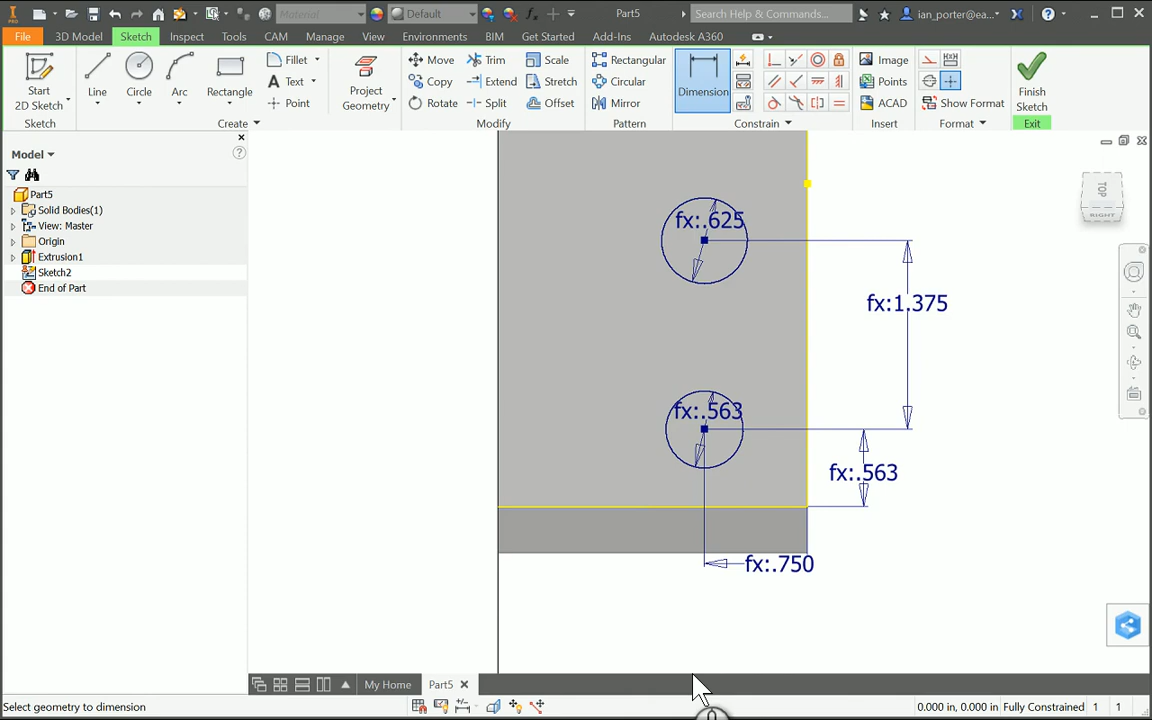 PRO
Material
Default
Part5
Search Help & Commands...
ian_porter@ea...
File
3D Model
Sketch
Inspect
Tools
CAM
Manage
View
Environments
BIM
Get Started
Add-Ins
Autodesk A360
Start
2D Sketch
Line
Circle
Arc
Rectangle
Fillet
Text
Point
Project
Geometry
Move
Copy
Rotate
Trim
Extend
Split
Scale
Stretch
Offset
Rectangular
Circular
Mirror
Dimension
Image
Points
ACAD
Show Format
Finish
Sketch
Sketch
Create
Modify
Pattern
Constrain
Insert
Format
Exit
Model
Part5
Solid Bodies(1)
View: Master
Origin
Extrusion1
Sketch2
End of Part
TOP
RIGHT
fx:.625
fx:1.375
fx:.563
fx:.563
fx:.750
My Home
Part5
Select geometry to dimension
0.000 in, 0.000 in Fully Constrained 1 1